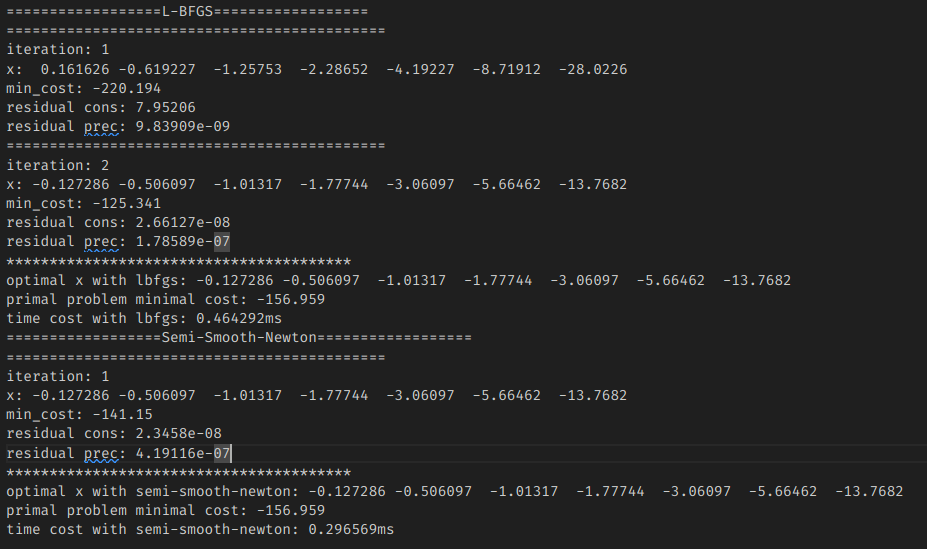 ==================L-BFGS==================
============================================
iteration: 1
x:  0.161626 -0.619227  -1.25753  -2.28652  -4.19227  -8.71912  -28.0226
min_cost: -220.194
residual cons: 7.95206
residual prec: 9.83909e-09
============================================
iteration: 2
x: -0.127286 -0.506097  -1.01317  -1.77744  -3.06097  -5.66462  -13.7682
min_cost: -125.341
residual cons: 2.66127e-08
residual prec: 1.78589e-07
****************************************
optimal x with lbfgs: -0.127286 -0.506097  -1.01317  -1.77744  -3.06097  -5.66462  -13.7682
primal problem minimal cost: -156.959
time cost with lbfgs: 0.464292ms
==================Semi-Smooth-Newton==================
============================================
iteration: 1
x: -0.127286 -0.506097  -1.01317  -1.77744  -3.06097  -5.66462  -13.7682
min_cost: -141.15
residual cons: 2.3458e-08
residual prec: 4.19116e-07
****************************************
optimal x with semi-smooth-newton: -0.127286 -0.506097  -1.01317  -1.77744  -3.06097  -5.66462  -13.7682
primal problem minimal cost: -156.959
time cost with semi-smooth-newton: 0.296569ms